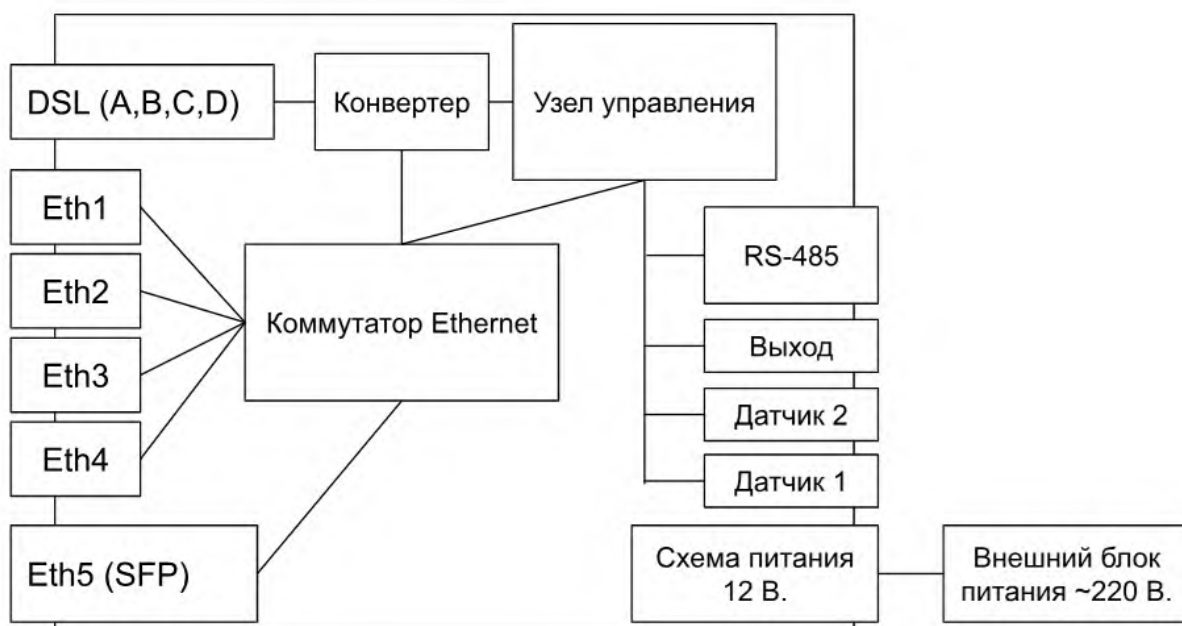 DSL (A,B,C,D)
Конвертер
Узел управления
Eth1
Eth2
Eth3
Eth4
Eth5 (SFP)
Коммутатор Ethernet
RS-485
Выход
Датчик 2
Датчик 1
Схема питания
12 В.
Внешний блок
питания ~220 В.